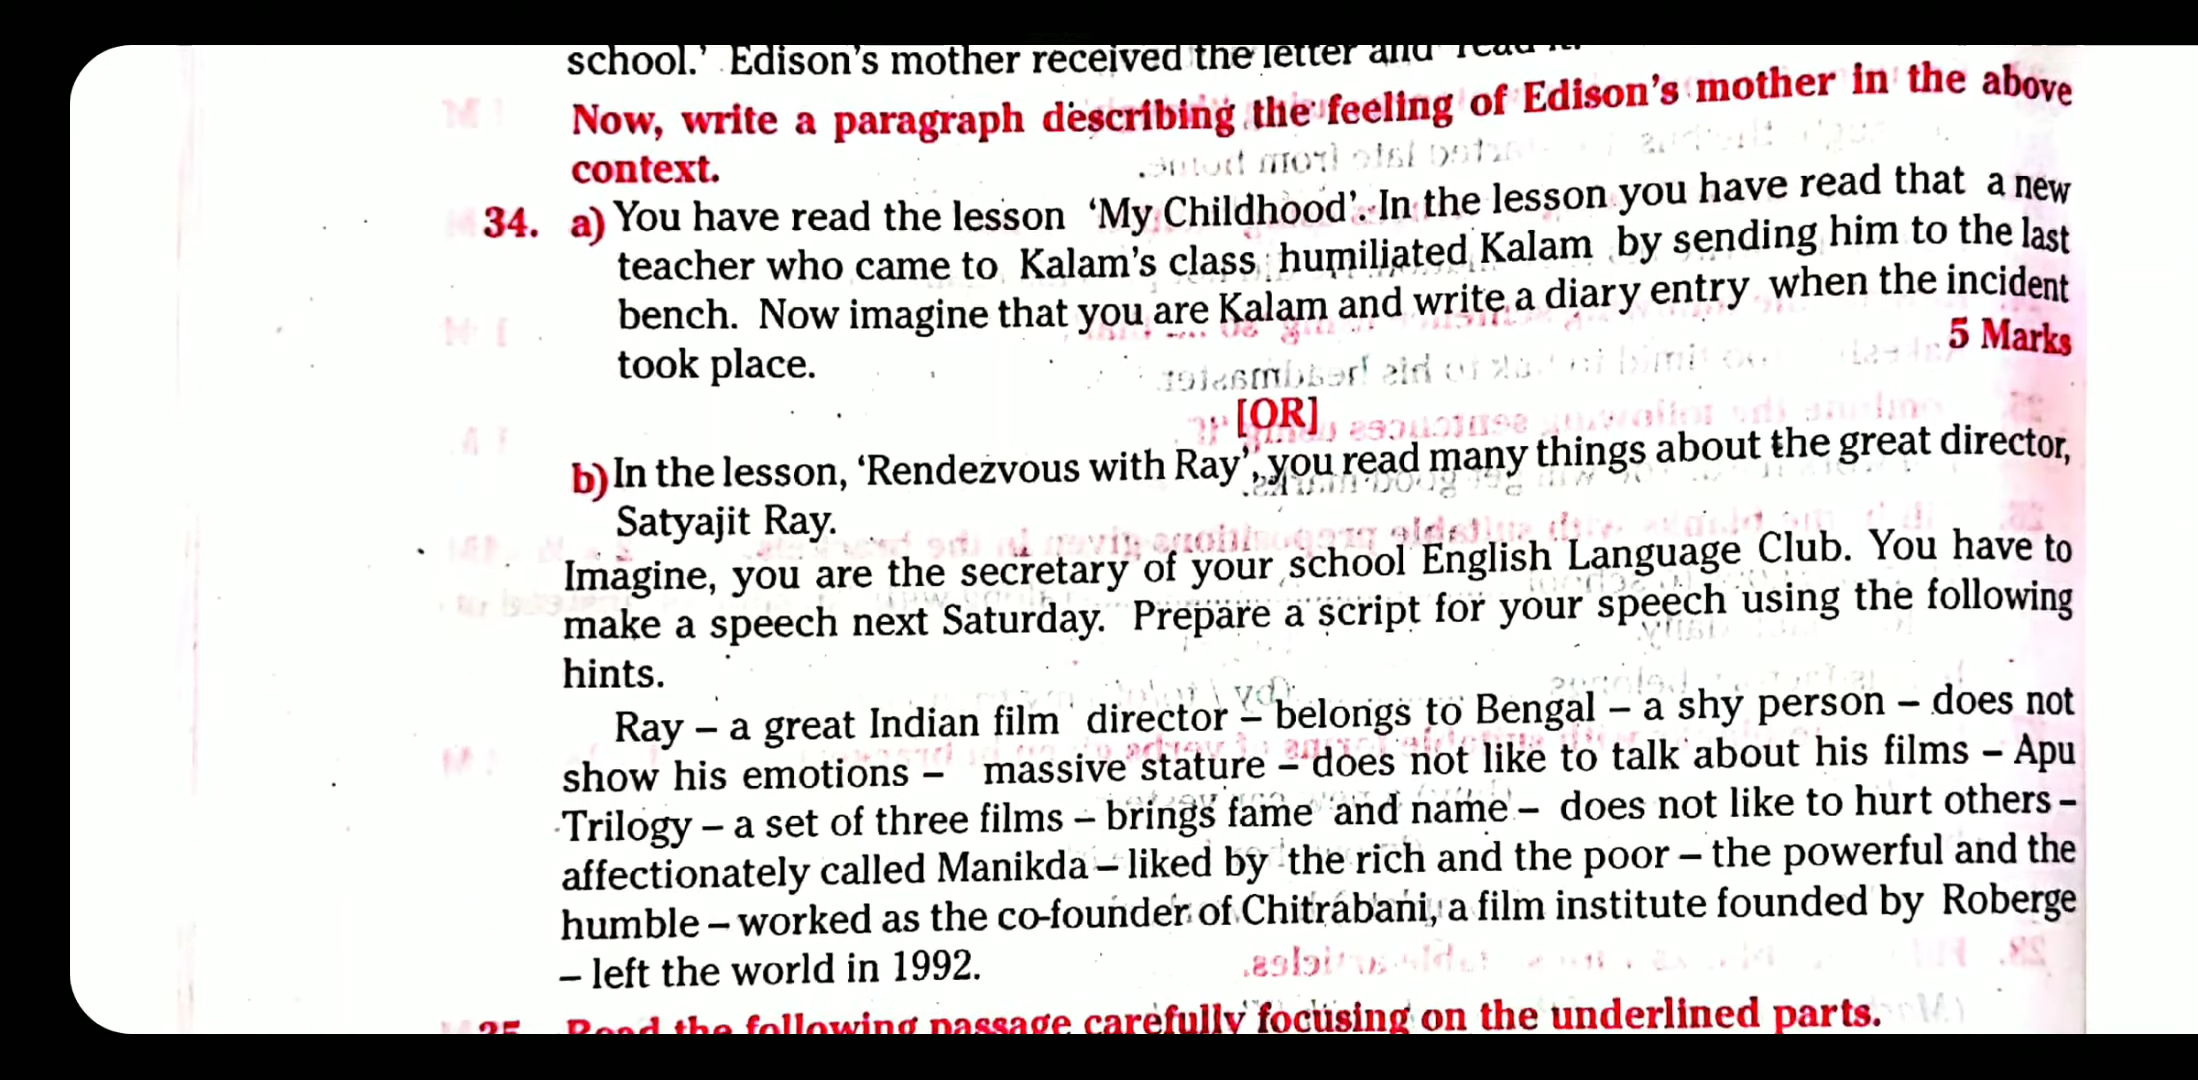 school.' Edison's mother received the letter and read it.
Now, write a paragraph describing the feeling of Edison's mother in the above
context.
34. a) You have read the lesson 'My Childhood'. In the lesson you have read that a new
teacher who came to Kalam's class humiliated Kalam by sending him to the last
bench. Now imagine that you are Kalam and write a diary entry when the incident
took place. 5 Marks
[OR]
b) In the lesson, 'Rendezvous with Ray', you read many things about the great director,
Satyajit Ray.
Imagine, you are the secretary of your school English Language Club. You have to
make a speech next Saturday. Prepare a script for your speech using the following
hints.
Ray – a great Indian film director – belongs to Bengal – a shy person – does not
show his emotions – massive stature – does not like to talk about his films – Apu
Trilogy – a set of three films – brings fame and name – does not like to hurt others –
affectionately called Manikda – liked by the rich and the poor – the powerful and the
humble – worked as the co-founder of Chitrabani, a film institute founded by Roberge
– left the world in 1992.
35. Read the following passage carefully focusing on the underlined parts.